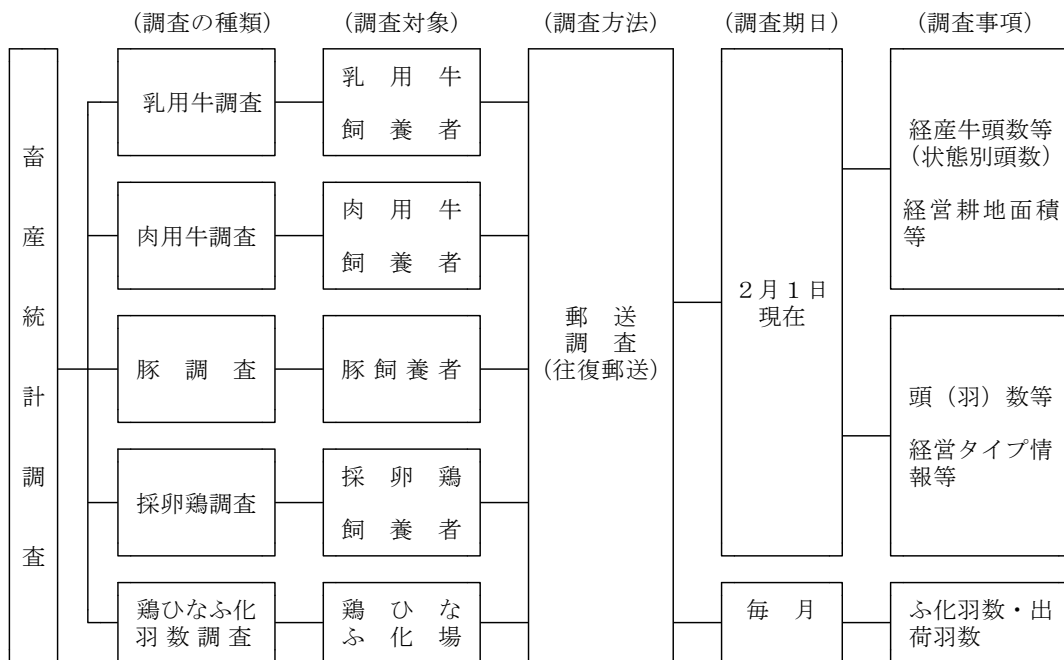 (調査の種類)
(調査対象)
(調査方法)
(調査期日)
(調査事項)
畜産統計調査
乳用牛調査
乳用牛
飼養者
肉用牛調査
肉用牛
飼養者
豚調査
豚飼養者
採卵鶏調査
採卵鶏
飼養者
鶏ひなふ化
羽数調査
鶏ひな
ふ化場
郵送
調査
(往復郵送)
2月1日
現在
毎月
経産牛頭数等
(状態別頭数)
経営耕地面積
等
頭(羽)数等
経営タイプ情
報等
ふ化羽数・出
荷羽数